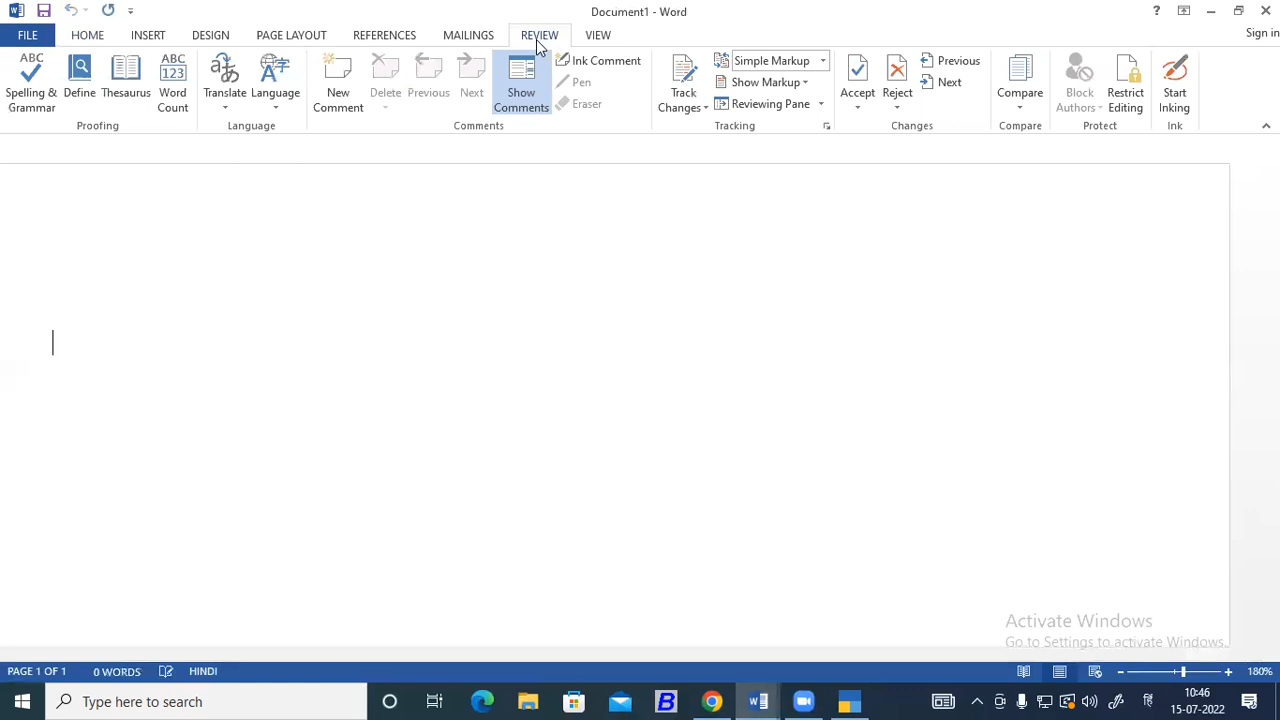 Document1 - Word
?
FILE HOME INSERT DESIGN PAGE LAYOUT REFERENCES MAILINGS REVIEW VIEW Sign in
ABC
Spelling &
Grammar
Define
Thesaurus
ABC
123
Word
Count
Proofing
Translate
Language
Language
New
Comment
Delete
Previous
Next
Show
Comments
Ink Comment
Pen
Eraser
Comments
Track
Changes
Simple Markup
Show Markup
Reviewing Pane
Tracking
Accept
Reject
Previous
Next
Changes
Compare
Compare
Block
Authors
Restrict
Editing
Protect
Start
Inking
Ink
Activate Windows
Go to Settings to activate Windows.
PAGE 1 OF 1 0 WORDS HINDI 180%
Type here to search
10:46
15-07-2022